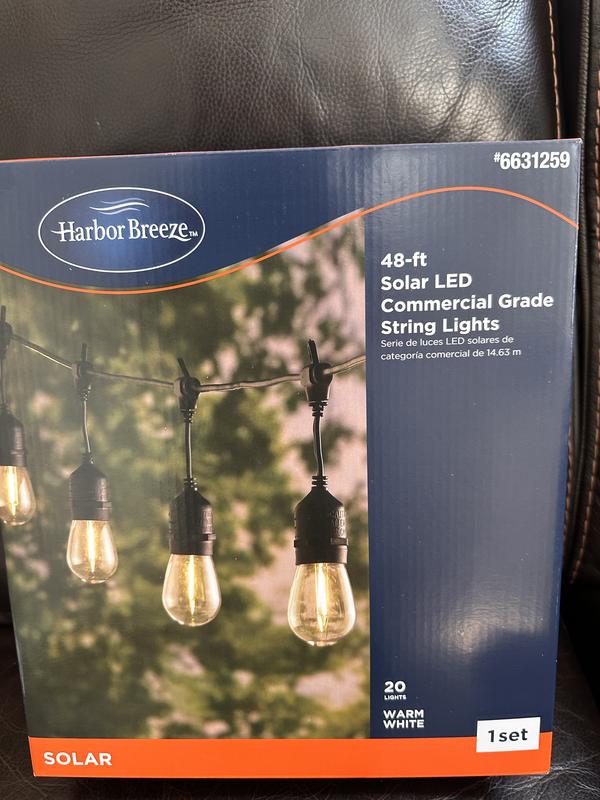 #6631259
Harbor Breeze™
48-ft
Solar LED
Commercial Grade
String Lights
Serie de luces LED solares de
categoría comercial de 14.63 m
20
LIGHTS
WARM
WHITE
1 set
SOLAR